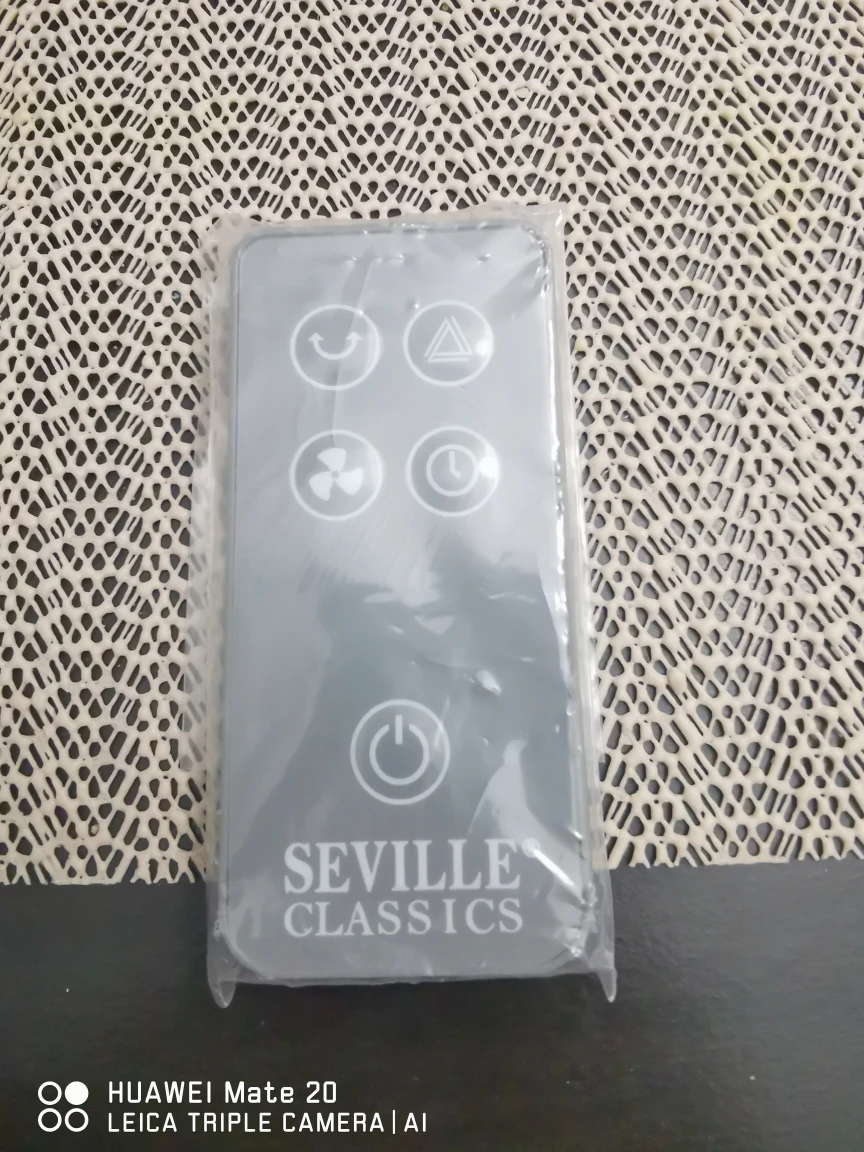 SEVILLE®
CLASSICS
HUAWEI Mate 20
LEICA TRIPLE CAMERA | AI